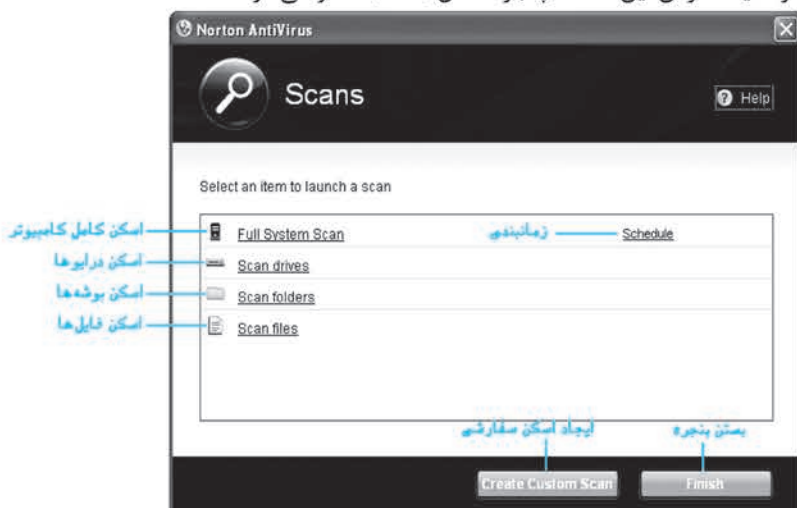 Norton AntiVirus
Scans
Help
Select an item to launch a scan
اسکن کامل کامپیوتر
Full System Scan
زمانبندی
Schedule
اسکن درایوها
Scan drives
اسکن پوشه‌ها
Scan folders
اسکن فایل‌ها
Scan files
ایجاد اسکن سفارشی
بستن پنجره
Create Custom Scan
Finish